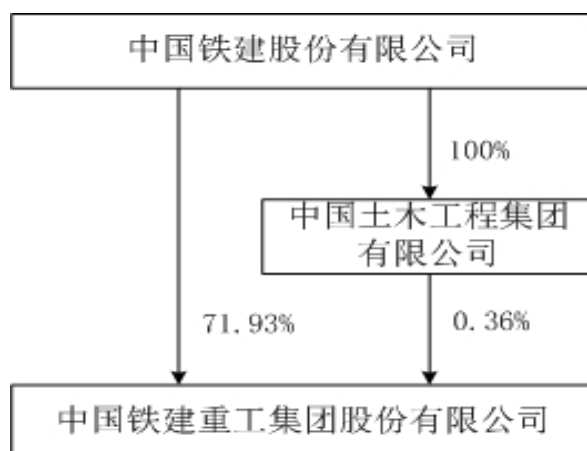 中国铁建股份有限公司
100%
中国土木工程集团
有限公司
71.93%
0.36%
中国铁建重工集团股份有限公司